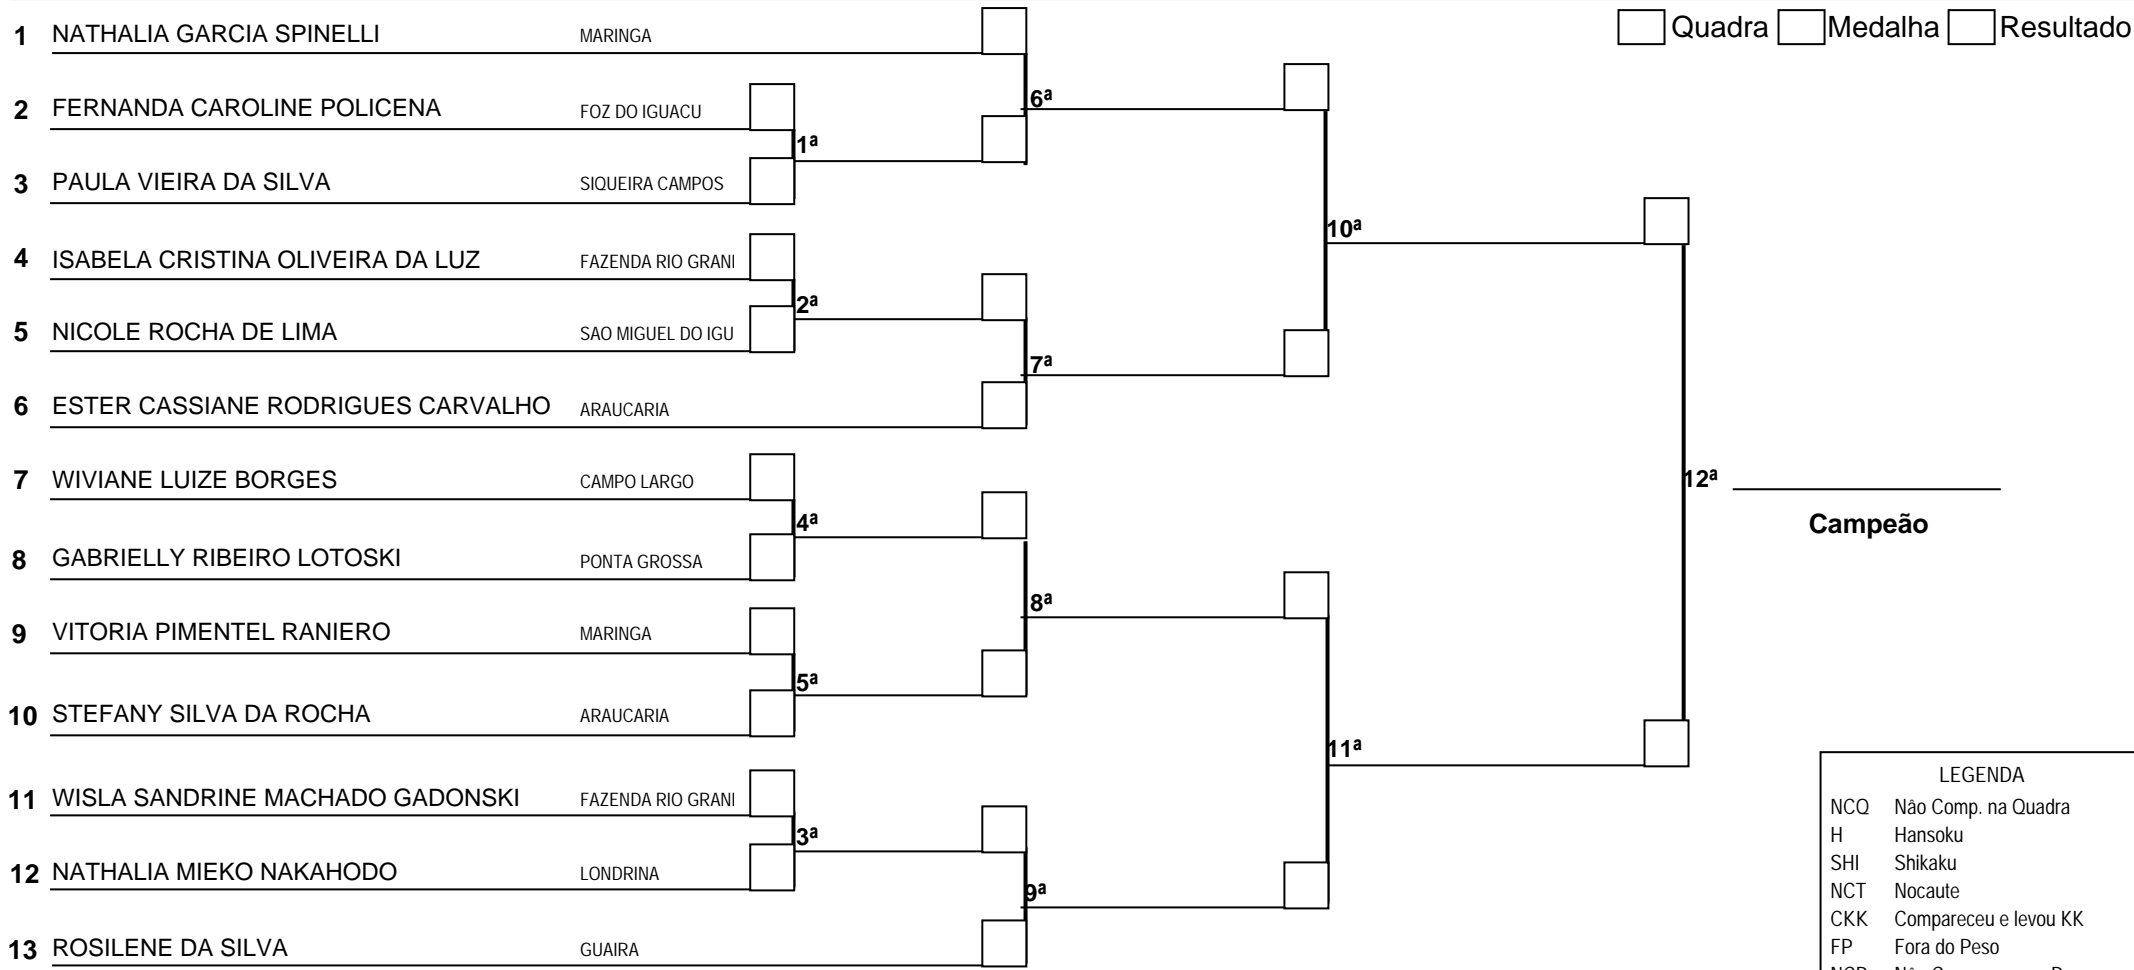 Quadra Medalha Resultado
1 NATHALIA GARCIA SPINELLI MARINGA
2 FERNANDA CAROLINE POLICENA FOZ DO IGUACU
6ª
1ª
3 PAULA VIEIRA DA SILVA SIQUEIRA CAMPOS
10ª
4 ISABELA CRISTINA OLIVEIRA DA LUZ FAZENDA RIO GRAN
2ª
5 NICOLE ROCHA DE LIMA SAO MIGUEL DO IGU
7ª
6 ESTER CASSIANE RODRIGUES CARVALHO ARAUCARIA
7 WIVIANE LUIZE BORGES CAMPO LARGO
12ª
4ª
Campeão
8 GABRIELLY RIBEIRO LOTOSKI PONTA GROSSA
8ª
9 VITORIA PIMENTEL RANIERO MARINGA
5ª
10 STEFANY SILVA DA ROCHA ARAUCARIA
11ª
11 WISLA SANDRINE MACHADO GADONSKI FAZENDA RIO GRAN
3ª
12 NATHALIA MIEKO NAKAHODO LONDRINA
9ª
13 ROSILENE DA SILVA GUAIRA
LEGENDA
NCQ Nâo Comp. na Quadra
H Hansoku
SHI Shikaku
NCT Nocaute
CKK Compareceu e levou KK
FP Fora do Peso